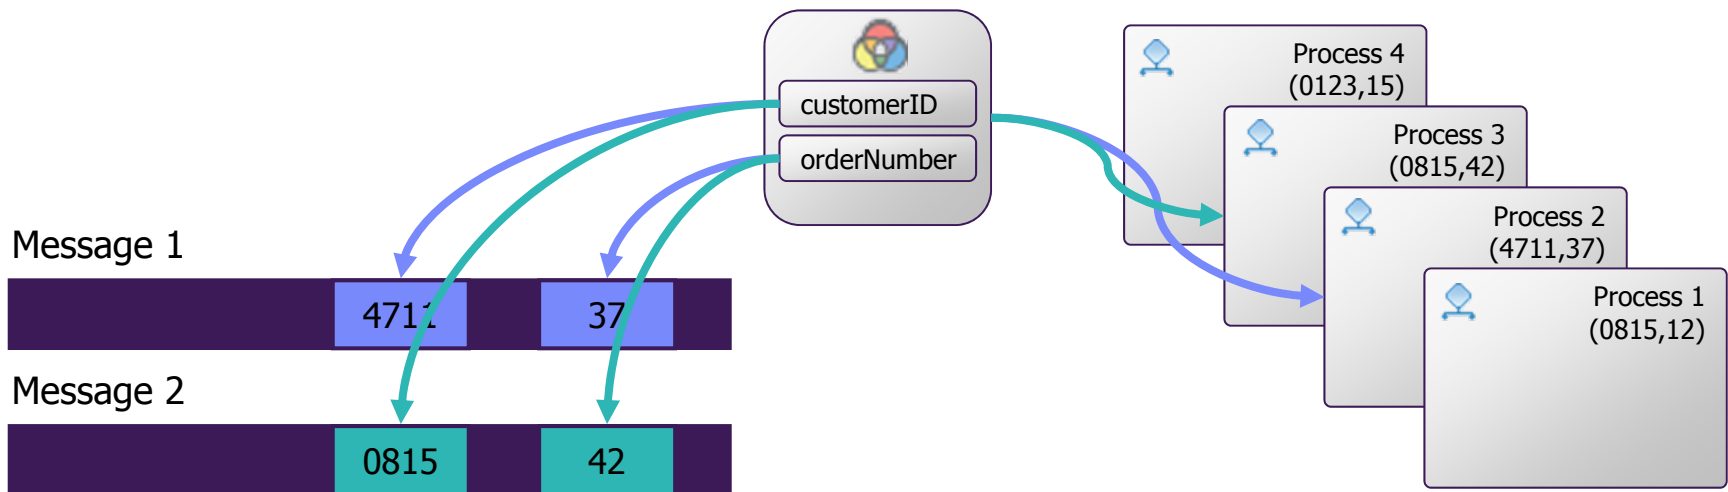 Message 1
4711
37
Message 2
0815
42
customerID
orderNumber
Process 4
(0123,15)
Process 3
(0815,42)
Process 2
(4711,37)
Process 1
(0815,12)